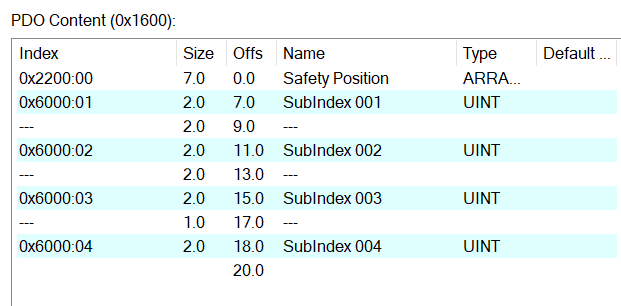 PDO Content (0x1600):
Index Size Offs Name Type Default ...
0x2200:00 7.0 0.0 Safety Position ARRA...
0x6000:01 2.0 7.0 SubIndex 001 UINT
--- 2.0 9.0 ---
0x6000:02 2.0 11.0 SubIndex 002 UINT
--- 2.0 13.0 ---
0x6000:03 2.0 15.0 SubIndex 003 UINT
--- 1.0 17.0 ---
0x6000:04 2.0 18.0 SubIndex 004 UINT
20.0